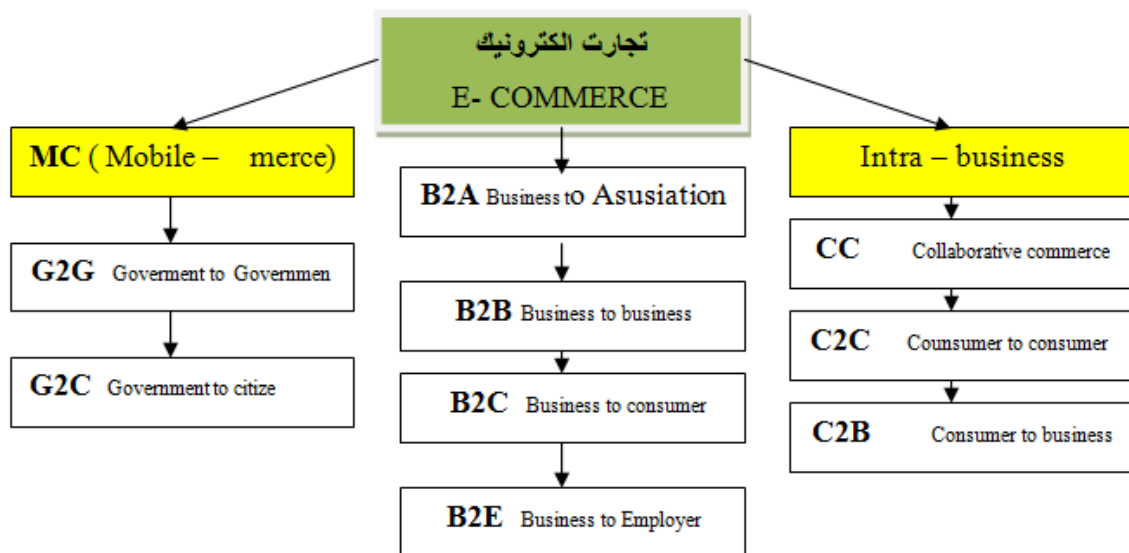 تجارت الکترونیک
E- COMMERCE
MC ( Mobile – merce)
G2G Goverment to Governmen
G2C Government to citize
B2A Business to Asusiation
B2B Business to business
B2C Business to consumer
B2E Business to Employer
Intra – business
CC Collaborative commerce
C2C Counsumer to consumer
C2B Consumer to business